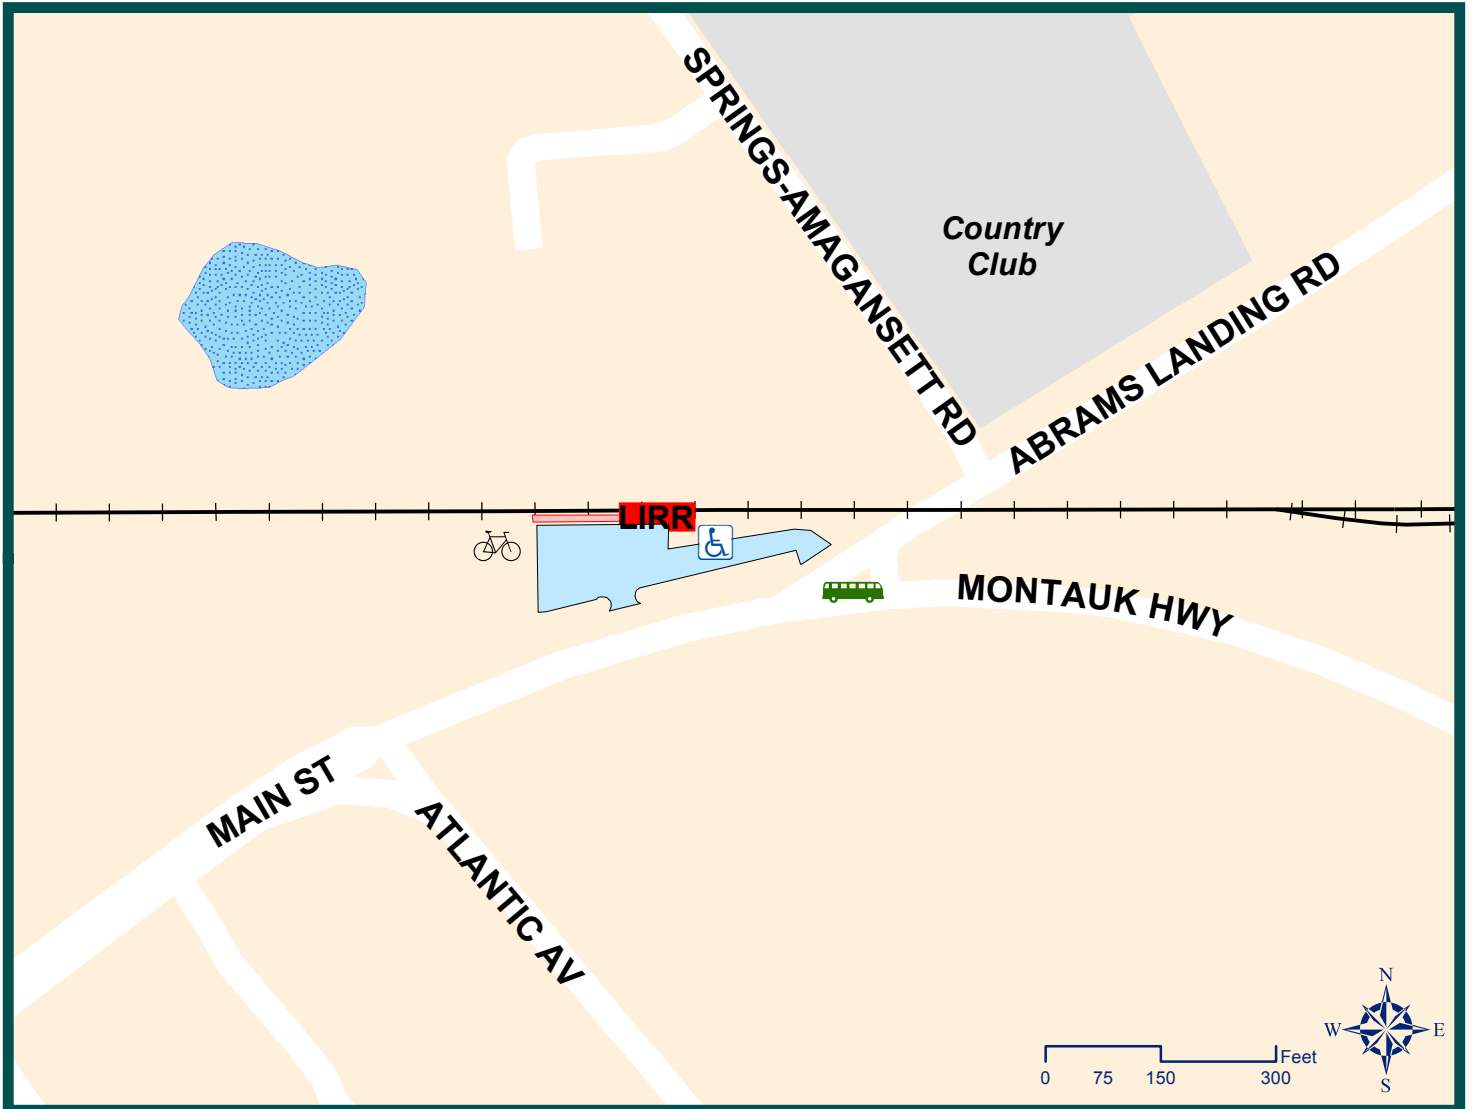 SPRINGS-AMAGANSETT RD
Country
Club
ABRAMS LANDING RD
LIRR
MONTAUK HWY
MAIN ST
ATLANTIC AV
N
W E
S
Feet
0 75 150 300